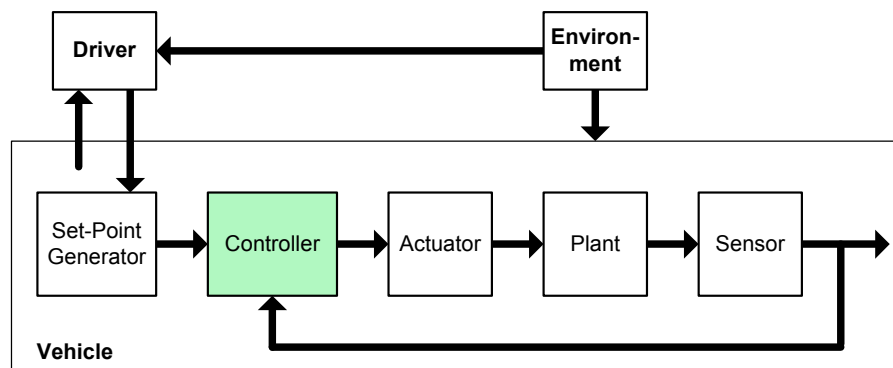 Driver
Environ-
ment
Set-Point
Generator
Controller
Actuator
Plant
Sensor
Vehicle